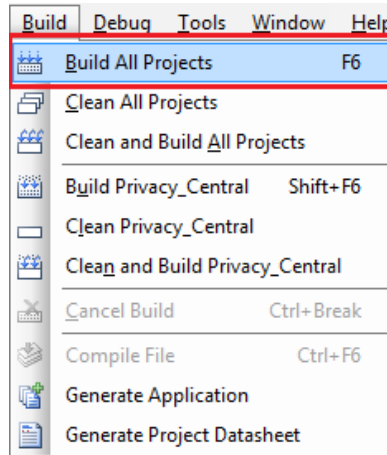 Build Debug Tools Window Help
Build All Projects F6
Clean All Projects
Clean and Build All Projects
Build Privacy_Central Shift+F6
Clean Privacy_Central
Clean and Build Privacy_Central
Cancel Build Ctrl+Break
Compile File Ctrl+F6
Generate Application
Generate Project Datasheet